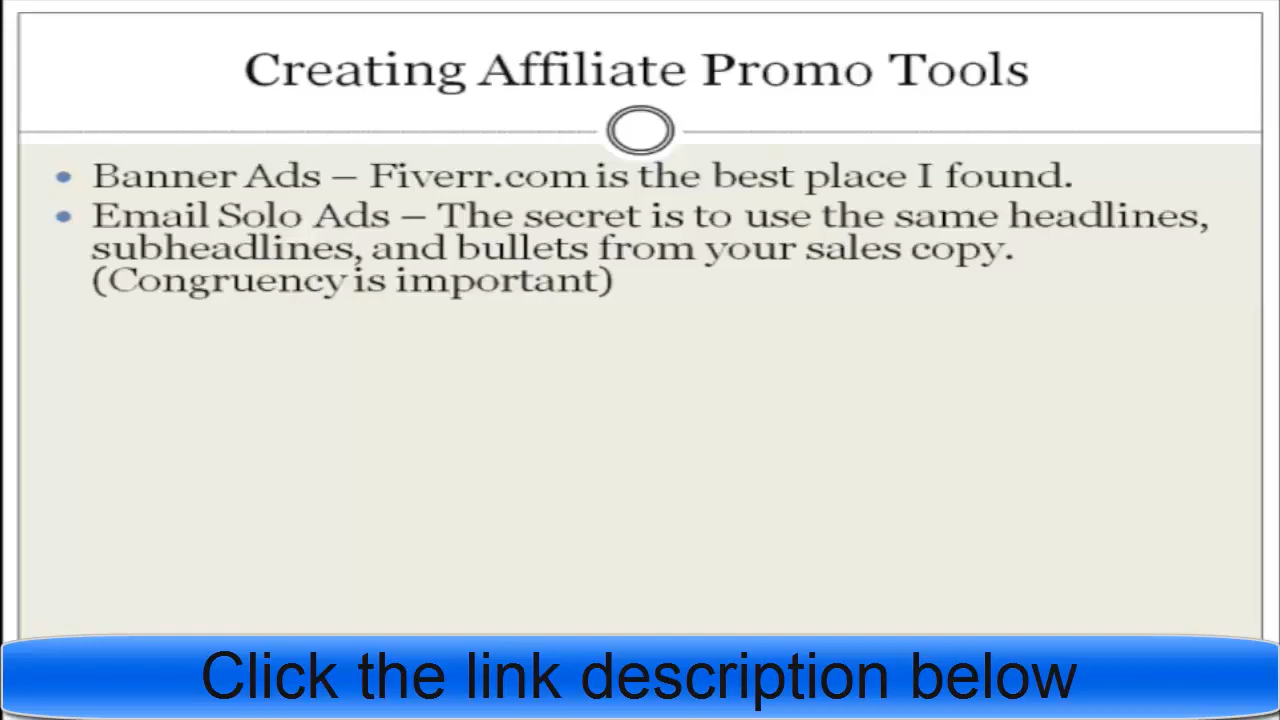 Creating Affiliate Promo Tools
• Banner Ads – Fiverr.com is the best place I found.
• Email Solo Ads – The secret is to use the same headlines,
subheadlines, and bullets from your sales copy.
(Congruency is important)
Click the link description below